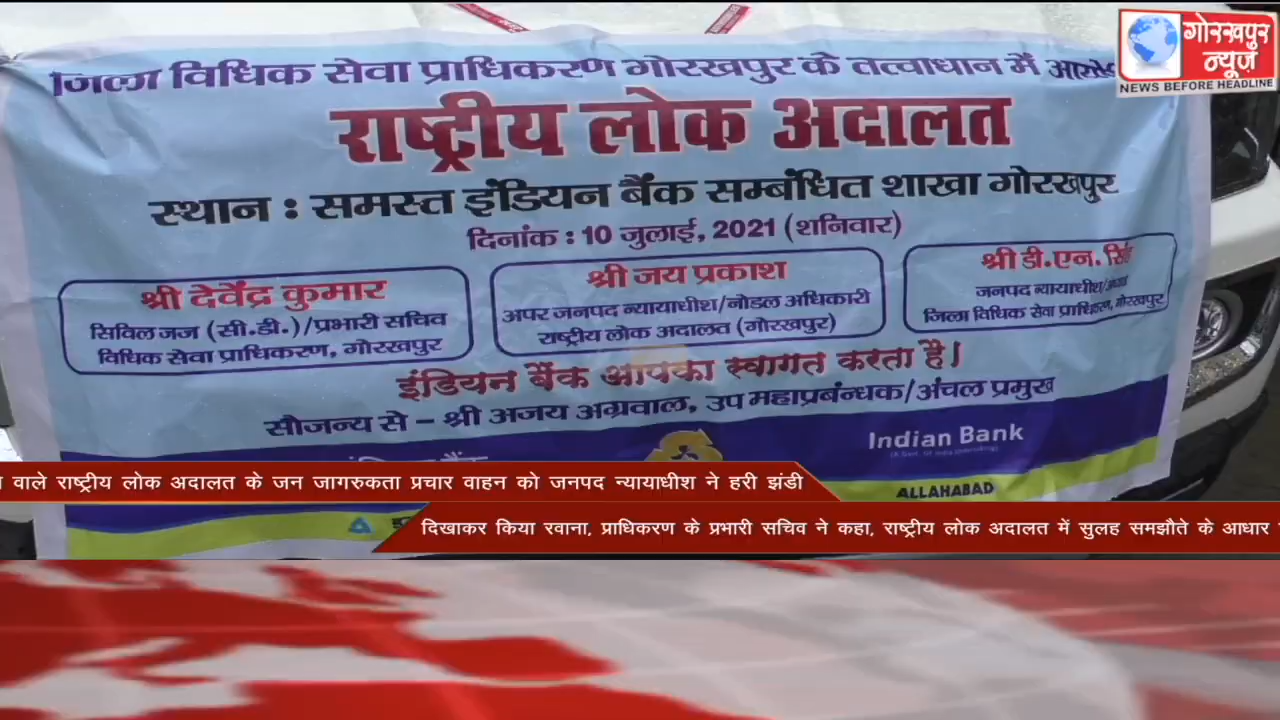 जिला विधिक सेवा प्राधिकरण गोरखपुर के तत्वाधान में
राष्ट्रीय लोक अदालत
स्थान : समस्त इंडियन बैंक सम्बंधित शाखा गोरखपुर
दिनांक : 10 जुलाई, 2021 (शनिवार)
श्री देवेंद्र कुमार
सिविल जज (सी.डी.)/प्रभारी सचिव
विधिक सेवा प्राधिकरण, गोरखपुर
श्री जय प्रकाश
अपर जनपद न्यायाधीश/नोडल अधिकारी
राष्ट्रीय लोक अदालत (गोरखपुर)
श्री डी.एन. सिंह
जनपद न्यायाधीश/अध्यक्ष
जिला विधिक सेवा प्राधिकरण, गोरखपुर
इंडियन बैंक आपका स्वागत करता है।
सौजन्य से – श्री अजय अग्रवाल, उप महाप्रबंन्धक/अंचल प्रमुख
Indian Bank
ALLAHABAD
गोरखपुर
न्यूज़
NEWS BEFORE HEADLINE
वाले राष्ट्रीय लोक अदालत के जन जागरुकता प्रचार वाहन को जनपद न्यायाधीश ने हरी झंडी
दिखाकर किया रवाना, प्राधिकरण के प्रभारी सचिव ने कहा, राष्ट्रीय लोक अदालत में सुलह समझौते के आधार